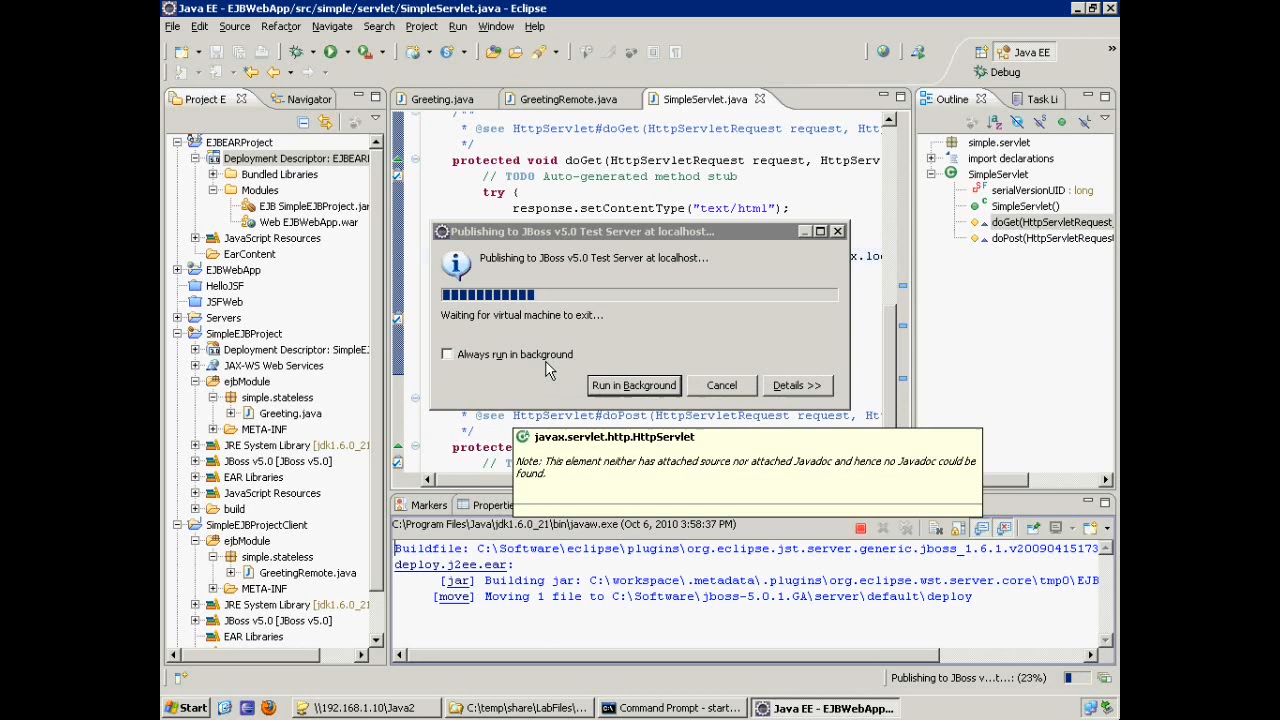 Java EE - EJBWebApp/src/simple/servlet/SimpleServlet.java - Eclipse
File Edit Source Refactor Navigate Search Project Run Window Help
Java EE
Debug
Project E
Navigator
Greeting.java
GreetingRemote.java
SimpleServlet.java
Outline
Task Li
EJBEARProject
Deployment Descriptor: EJBEAR
Bundled Libraries
Modules
EJB SimpleEJBProject.jar
Web EJBWebApp.war
JavaScript Resources
EarContent
EJBWebApp
HelloJSF
JSFWeb
Servers
SimpleEJBProject
Deployment Descriptor: SimpleE
JAX-WS Web Services
ejbModule
simple.stateless
Greeting.java
META-INF
JRE System Library [jdk1.6.0_21
JBoss v5.0 [JBoss v5.0]
EAR Libraries
JavaScript Resources
build
SimpleEJBProjectClient
ejbModule
simple.stateless
GreetingRemote.java
META-INF
JRE System Library [jdk1.6.0_21
JBoss v5.0 [JBoss v5.0]
EAR Libraries
/**
* @see HttpServlet#doGet(HttpServletRequest request, Htt
*/
protected void doGet(HttpServletRequest request, HttpServ
// TODO Auto-generated method stub
try {
response.setContentType("text/html");
x.lo
Publishing to JBoss v5.0 Test Server at localhost...
Publishing to JBoss v5.0 Test Server at localhost...
Waiting for virtual machine to exit...
Always run in background
Run in Background
Cancel
Details >>
* @see HttpServlet#doPost(HttpServletRequest request, Ht
*/
protecte
// T
javax.servlet.http.HttpServlet
Note: This element neither has attached source nor attached Javadoc and hence no Javadoc could be
found.
simple.servlet
import declarations
SimpleServlet
serialVersionUID : long
SimpleServlet()
doGet(HttpServletRequest
doPost(HttpServletRequest
Markers
Properti
C:\Program Files\Java\jdk1.6.0_21\bin\javaw.exe (Oct 6, 2010 3:58:37 PM)
Buildfile: C:\Software\eclipse\plugins\org.eclipse.jst.server.generic.jboss_1.6.1.v2009041517
deploy.j2ee.ear:
[jar] Building jar: C:\workspace\.metadata\.plugins\org.eclipse.wst.server.core\tmp0\EJB
[move] Moving 1 file to C:\Software\jboss-5.0.1.GA\server\default\deploy
Publishing to JBoss v...t...: (23%)
Start
\\192.168.1.10\Java2
C:\temp\share\LabFiles\...
Command Prompt - start...
Java EE - EJBWebApp...